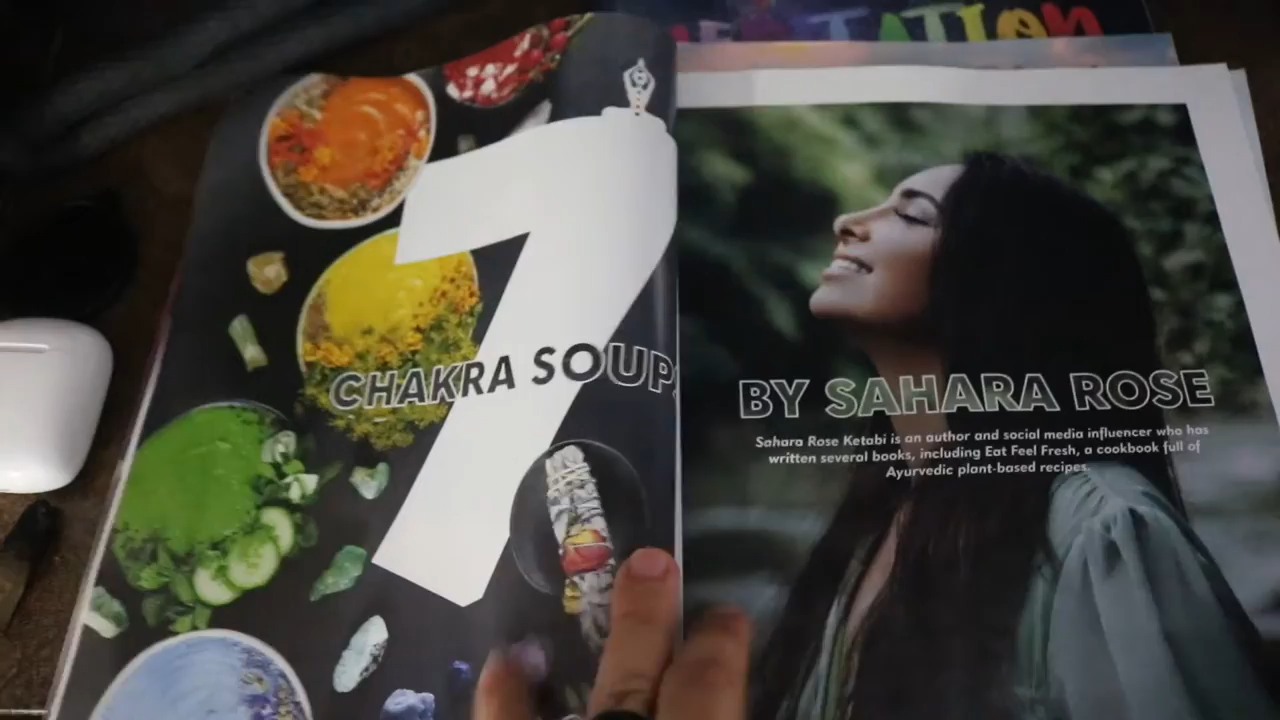 7
CHAKRA SOUPS
BY SAHARA ROSE
Sahara Rose Ketabi is an author and social media influencer who has
written several books, including Eat Feel Fresh, a cookbook full of
Ayurvedic plant-based recipes.